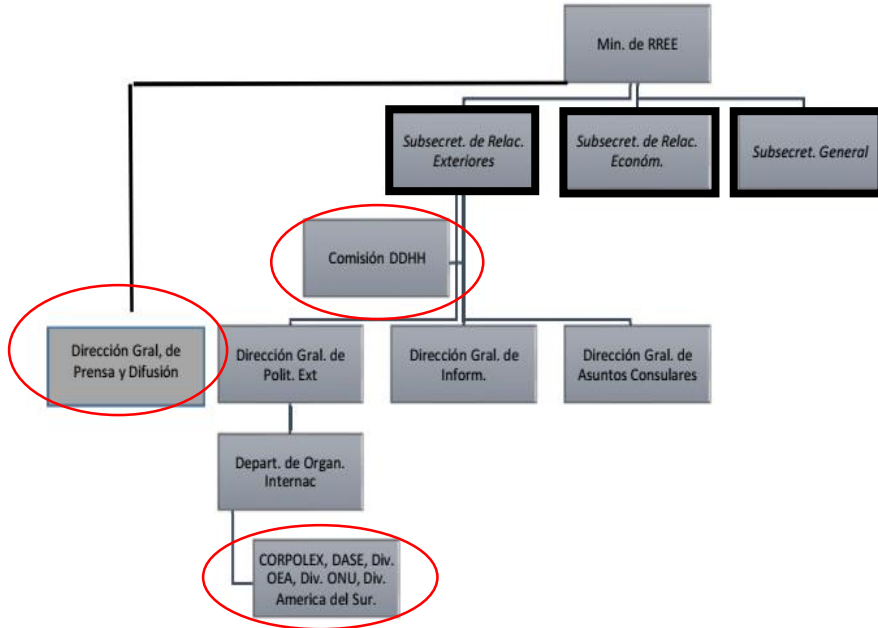 Min. de RREE
Subsecret. de Relac.
Exteriores
Subsecret. de Relac.
Económ.
Subsecret. General
Comisión DDHH
Dirección Gral, de
Prensa y Difusión
Dirección Gral. de
Polit. Ext
Dirección Gral. de
Inform.
Dirección Gral. de
Asuntos Consulares
Depart. de Organ.
Internac
CORPOLEX, DASE, Div.
OEA, Div. ONU, Div.
America del Sur.